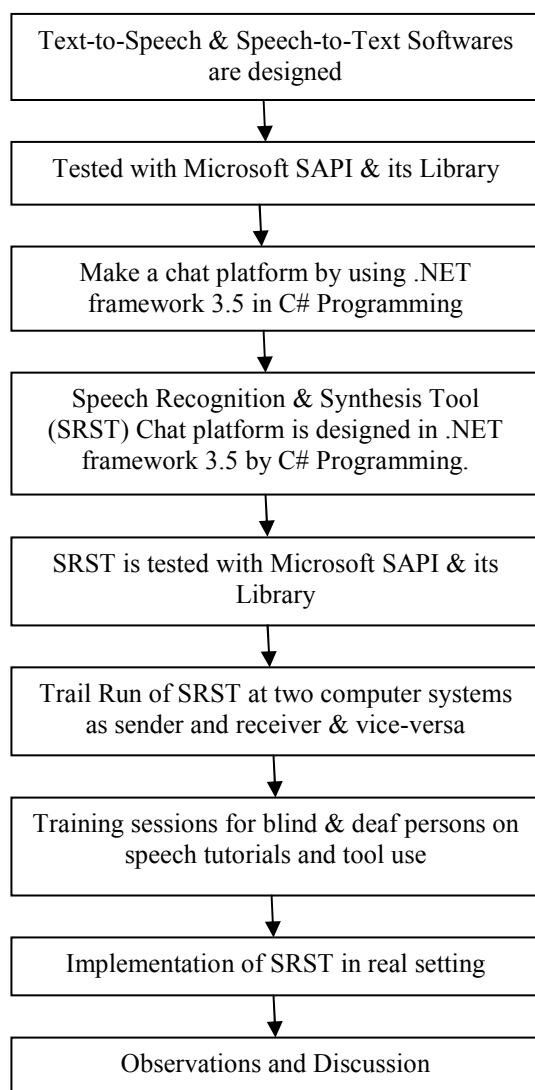 Text-to-Speech & Speech-to-Text Softwares
are designed
Tested with Microsoft SAPI & its Library
Make a chat platform by using .NET
framework 3.5 in C# Programming
Speech Recognition & Synthesis Tool
(SRST) Chat platform is designed in .NET
framework 3.5 by C# Programming.
SRST is tested with Microsoft SAPI & its
Library
Trail Run of SRST at two computer systems
as sender and receiver & vice-versa
Training sessions for blind & deaf persons on
speech tutorials and tool use
Implementation of SRST in real setting
Observations and Discussion